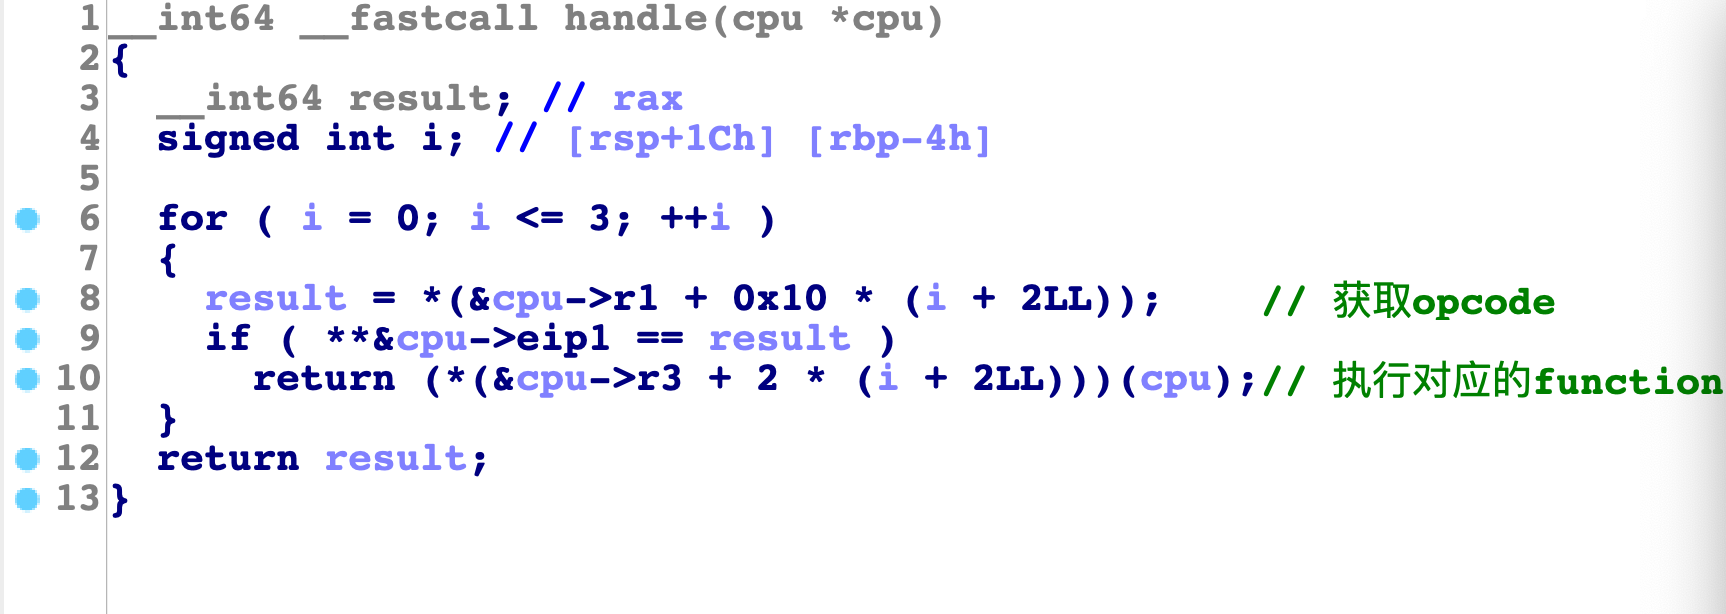 1 __int64 __fastcall handle(cpu *cpu)
2 {
3   __int64 result; // rax
4   signed int i; // [rsp+1Ch] [rbp-4h]
5
6   for ( i = 0; i <= 3; ++i )
7   {
8     result = *(&cpu->r1 + 0x10 * (i + 2LL));    // 获取opcode
9     if ( **&cpu->eip1 == result )
10       return (*(&cpu->r3 + 2 * (i + 2LL)))(cpu);// 执行对应的function
11   }
12   return result;
13 }